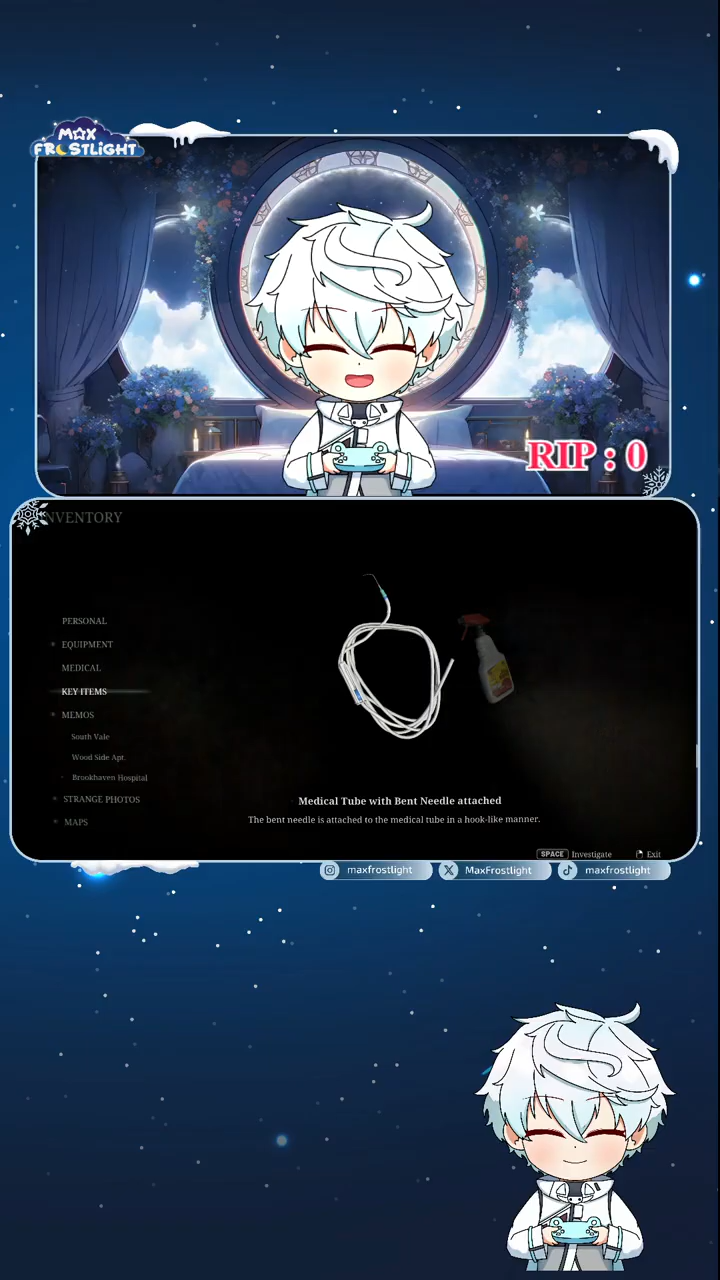 MAX
FROSTLIGHT
RIP : 0
NVENTORY
PERSONAL
EQUIPMENT
MEDICAL
KEY ITEMS
MEMOS
South Vale
Wood Side Apt.
Brookhaven Hospital
STRANGE PHOTOS
MAPS
Medical Tube with Bent Needle attached
The bent needle is attached to the medical tube in a hook-like manner.
SPACE Investigate Exit
maxfrostlight MaxFrostlight maxfrostlight